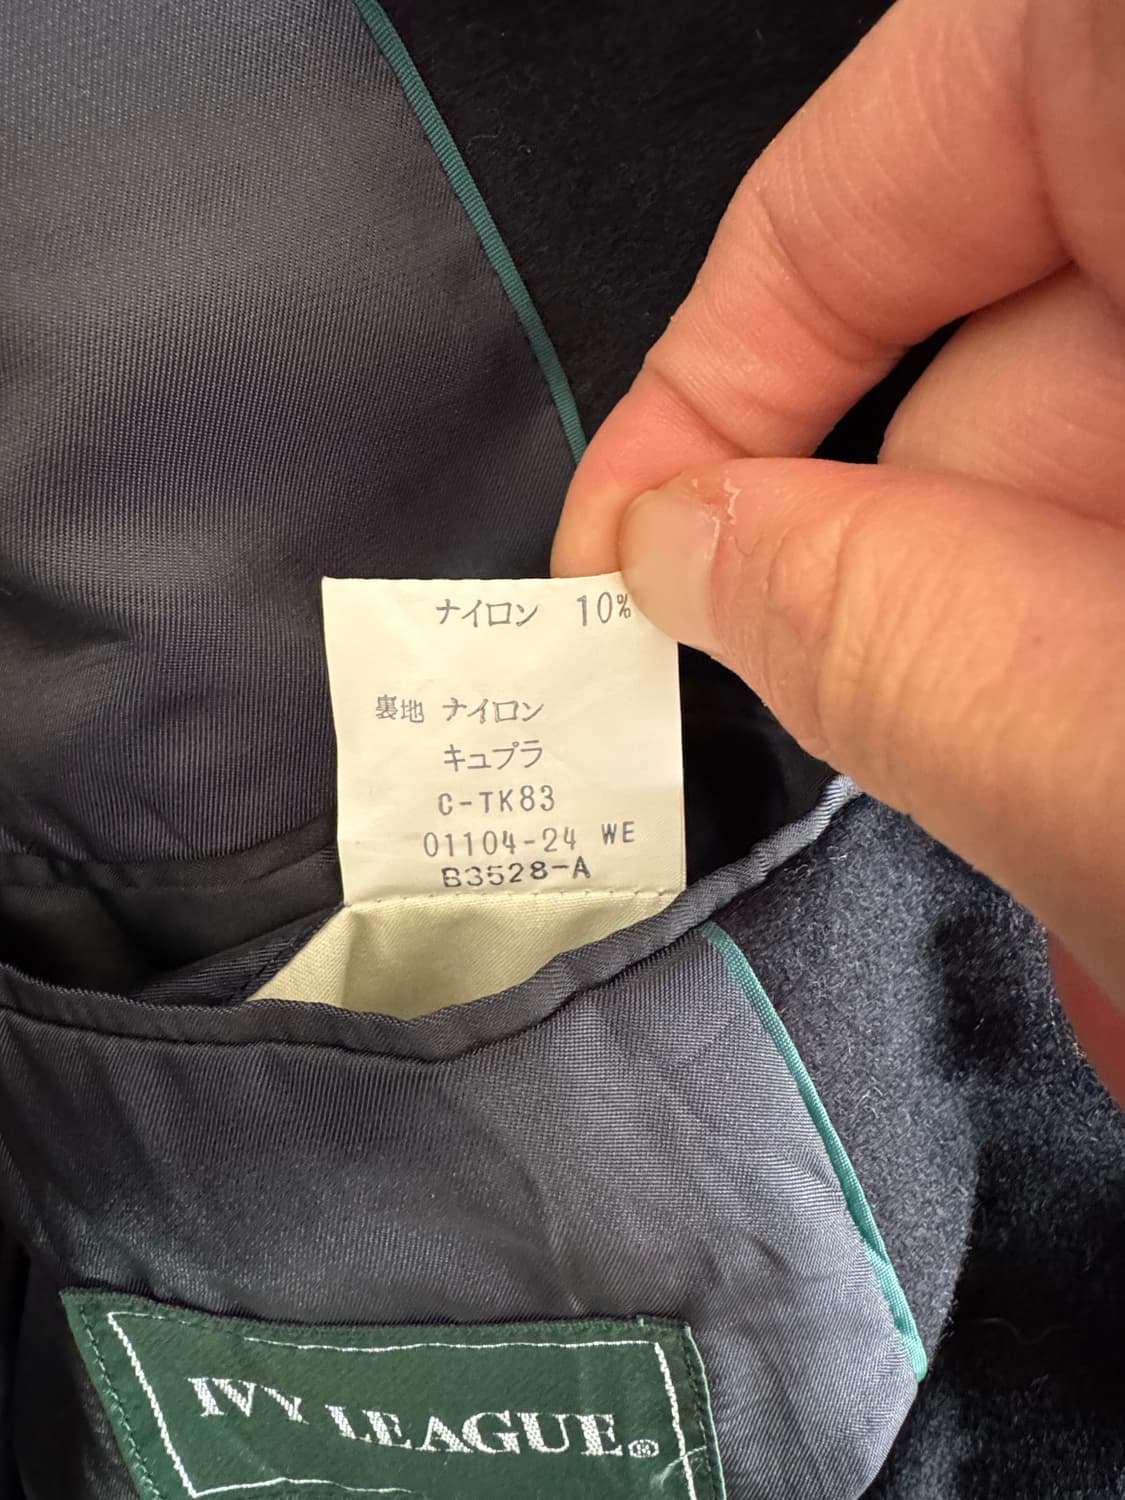 ナイロン 10%
裏地 ナイロン
キュプラ
C-TK83
01104-24 WE
B3528-A
IVY LEAGUE®